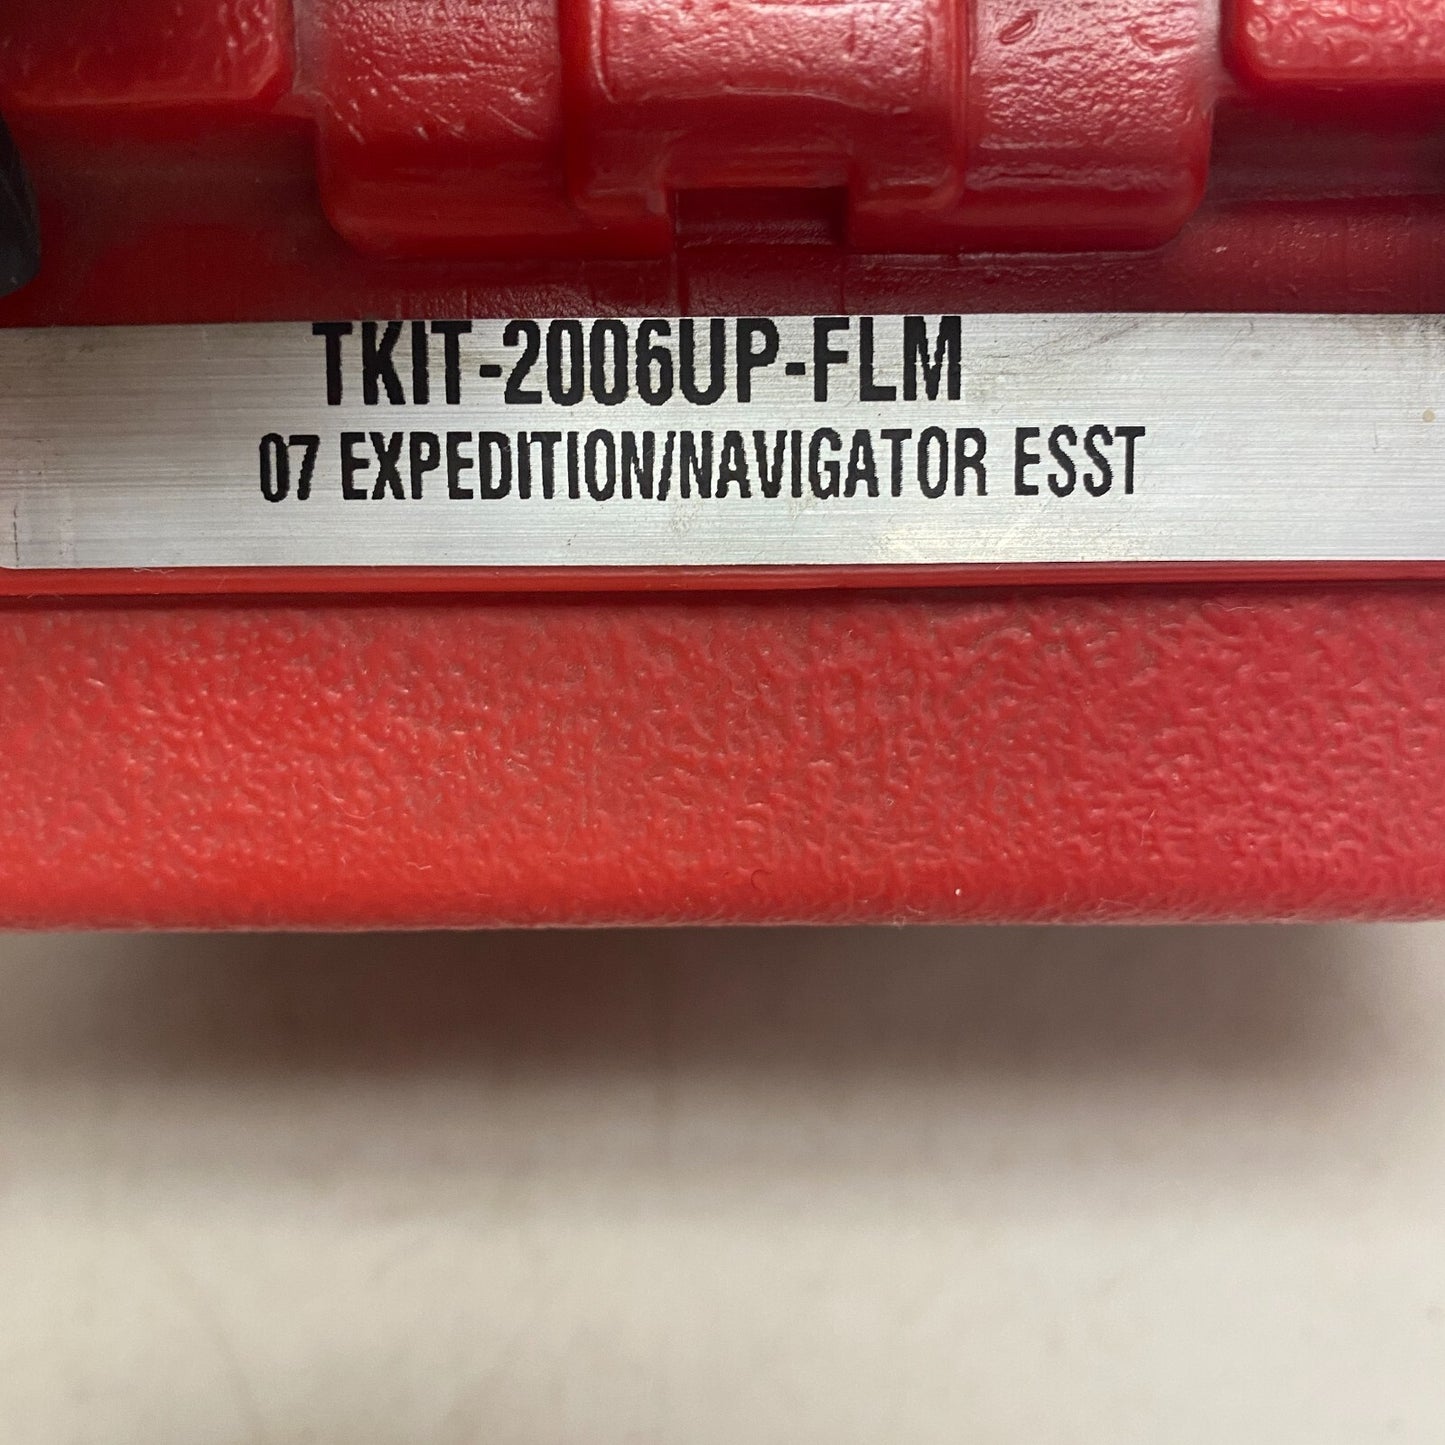 TKIT-2006UP-FLM
07 EXPEDITION/NAVIGATOR ESST